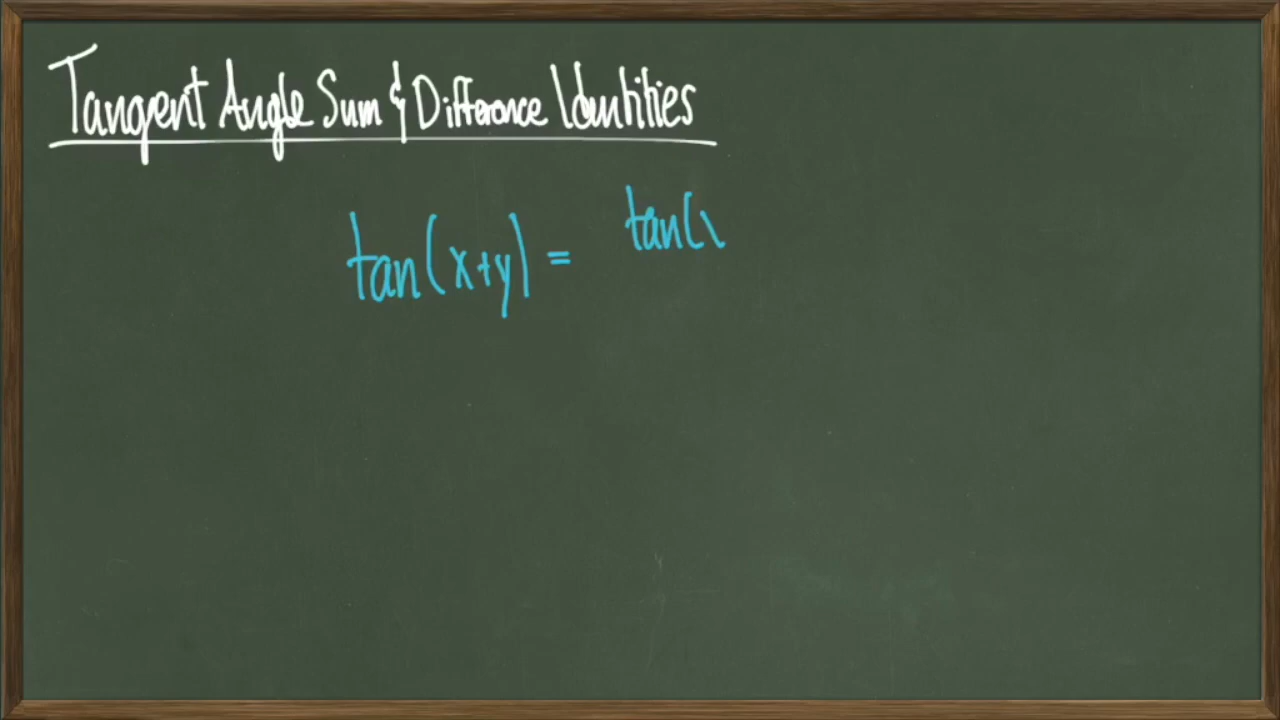 Tangent Angle Sum & Difference Identities
tan(x+y) = tan(